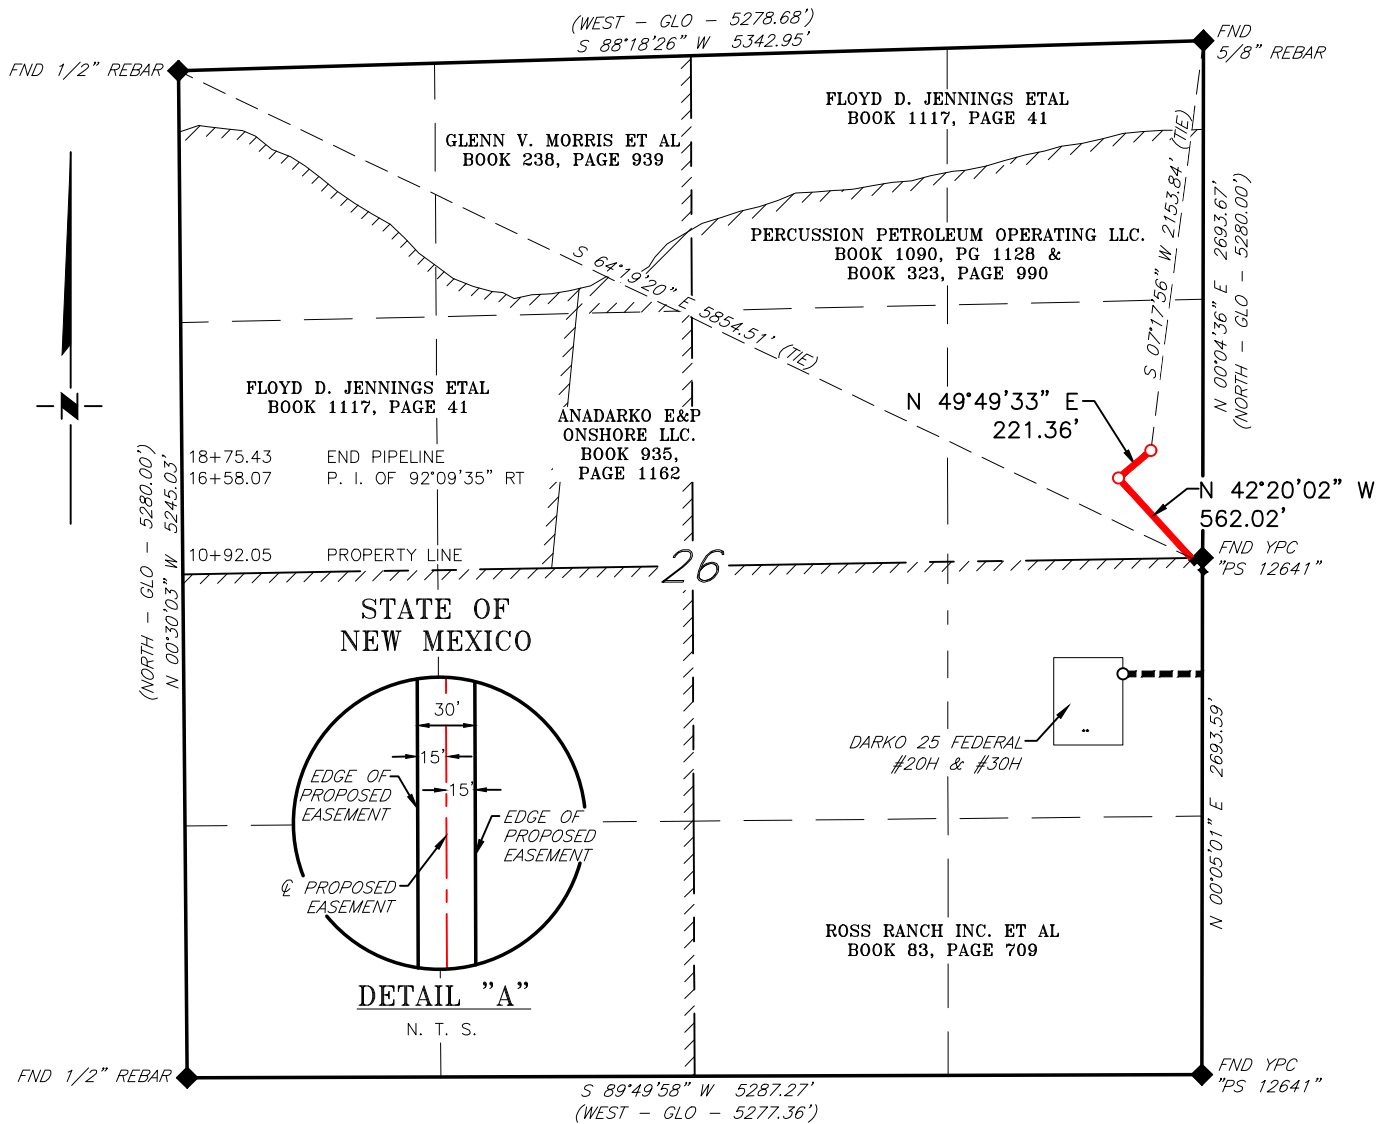 (WEST – GLO – 5278.68')
S 88°18'26" W 5342.95'
FND
5/8" REBAR
FND 1/2" REBAR
FLOYD D. JENNINGS ETAL
BOOK 1117, PAGE 41
GLENN V. MORRIS ET AL
BOOK 238, PAGE 939
S 07°17'56" W 2153.84' (TIE)
N 00°04'36" E 2693.67'
(NORTH – GLO – 5280.00')
PERCUSSION PETROLEUM OPERATING LLC.
BOOK 1090, PG 1128 &
BOOK 323, PAGE 990
S 64°19'20" E 5854.51' (TIE)
FLOYD D. JENNINGS ETAL
BOOK 1117, PAGE 41
N 49°49'33" E
221.36'
ANADARKO E&P
ONSHORE LLC.
BOOK 935,
PAGE 1162
N
18+75.43 END PIPELINE
16+58.07 P. I. OF 92°09'35" RT
10+92.05 PROPERTY LINE
(NORTH – GLO – 5280.00')
N 00°30'03" W 5245.03'
N 42°20'02" W
562.02'
FND YPC
"PS 12641"
26
STATE OF
NEW MEXICO
30'
15'
15'
EDGE OF
PROPOSED
EASEMENT
EDGE OF
PROPOSED
EASEMENT
℄ PROPOSED
EASEMENT
DETAIL "A"
N. T. S.
DARKO 25 FEDERAL
#20H & #30H
N 00°05'01" E 2693.59'
ROSS RANCH INC. ET AL
BOOK 83, PAGE 709
FND 1/2" REBAR
S 89°49'58" W 5287.27'
(WEST – GLO – 5277.36')
FND YPC
"PS 12641"